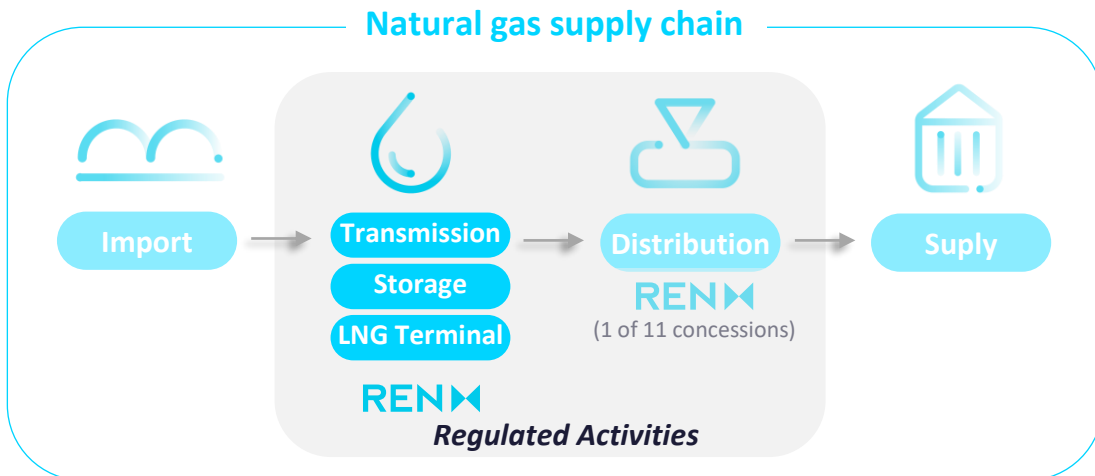 Natural gas supply chain
Import
Transmission
Storage
LNG Terminal
REN
Distribution
REN
(1 of 11 concessions)
Suply
Regulated Activities